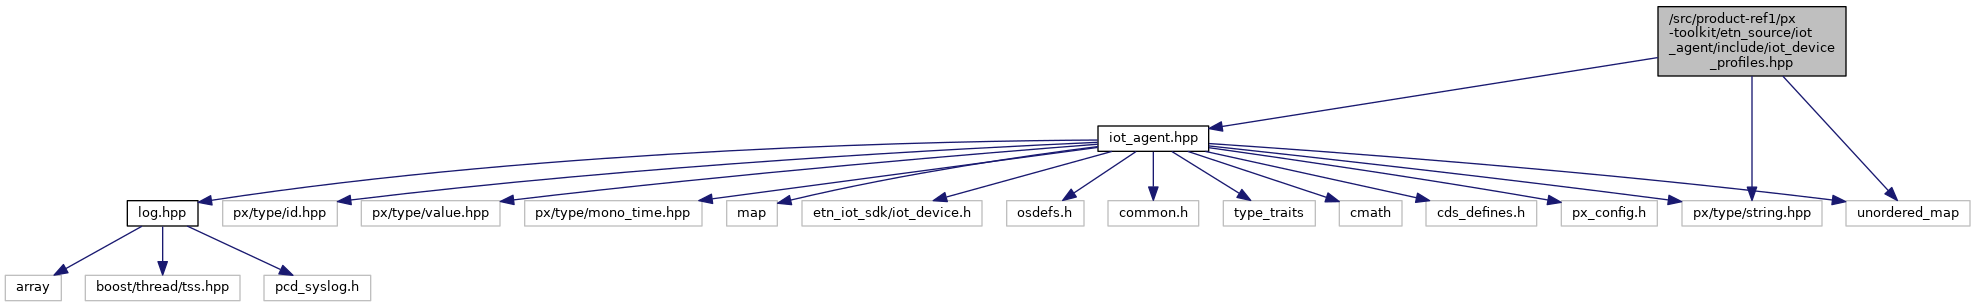 /src/product-ref1/px
-toolkit/etn_source/iot
_agent/include/iot_device
_profiles.hpp
iot_agent.hpp
log.hpp
px/type/id.hpp
px/type/value.hpp
px/type/mono_time.hpp
map
etn_iot_sdk/iot_device.h
osdefs.h
common.h
type_traits
cmath
cds_defines.h
px_config.h
px/type/string.hpp
unordered_map
array
boost/thread/tss.hpp
pcd_syslog.h